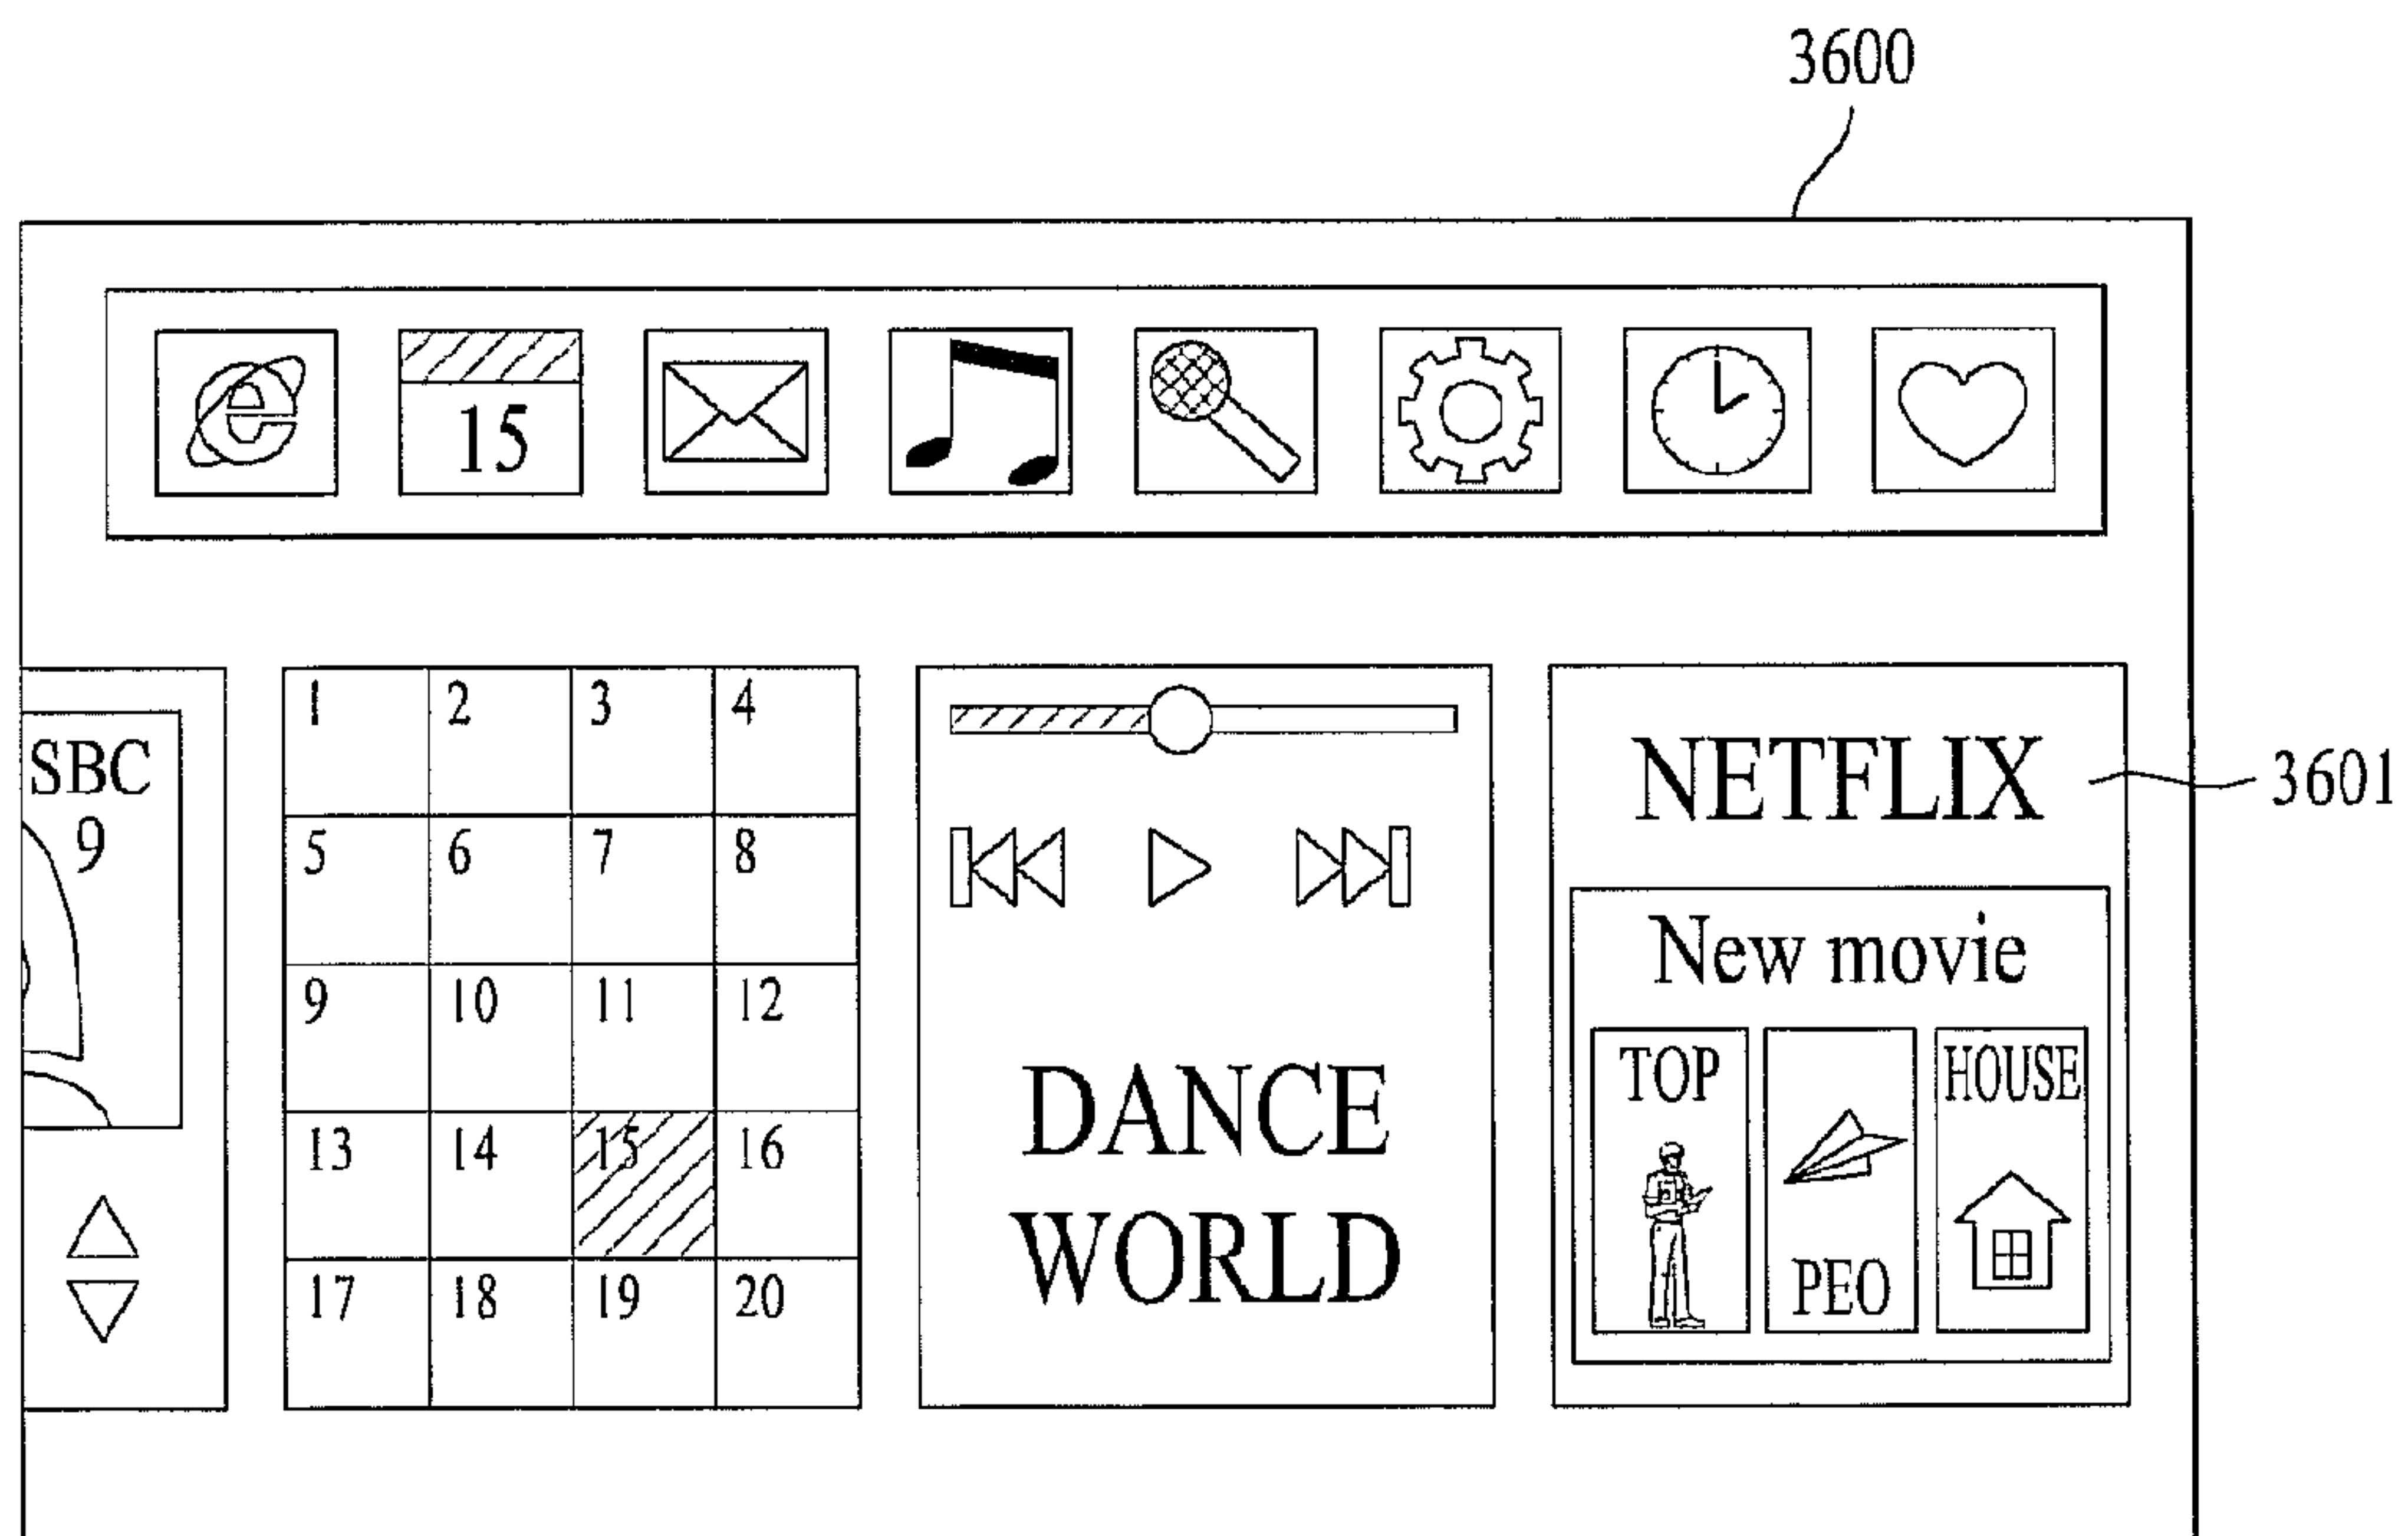 3600
15
SBC
9
1 2 3 4
5 6 7 8
9 10 11 12
13 14 15 16
17 18 19 20
DANCE
WORLD
NETFLIX
3601
New movie
TOP
PEO
HOUSE